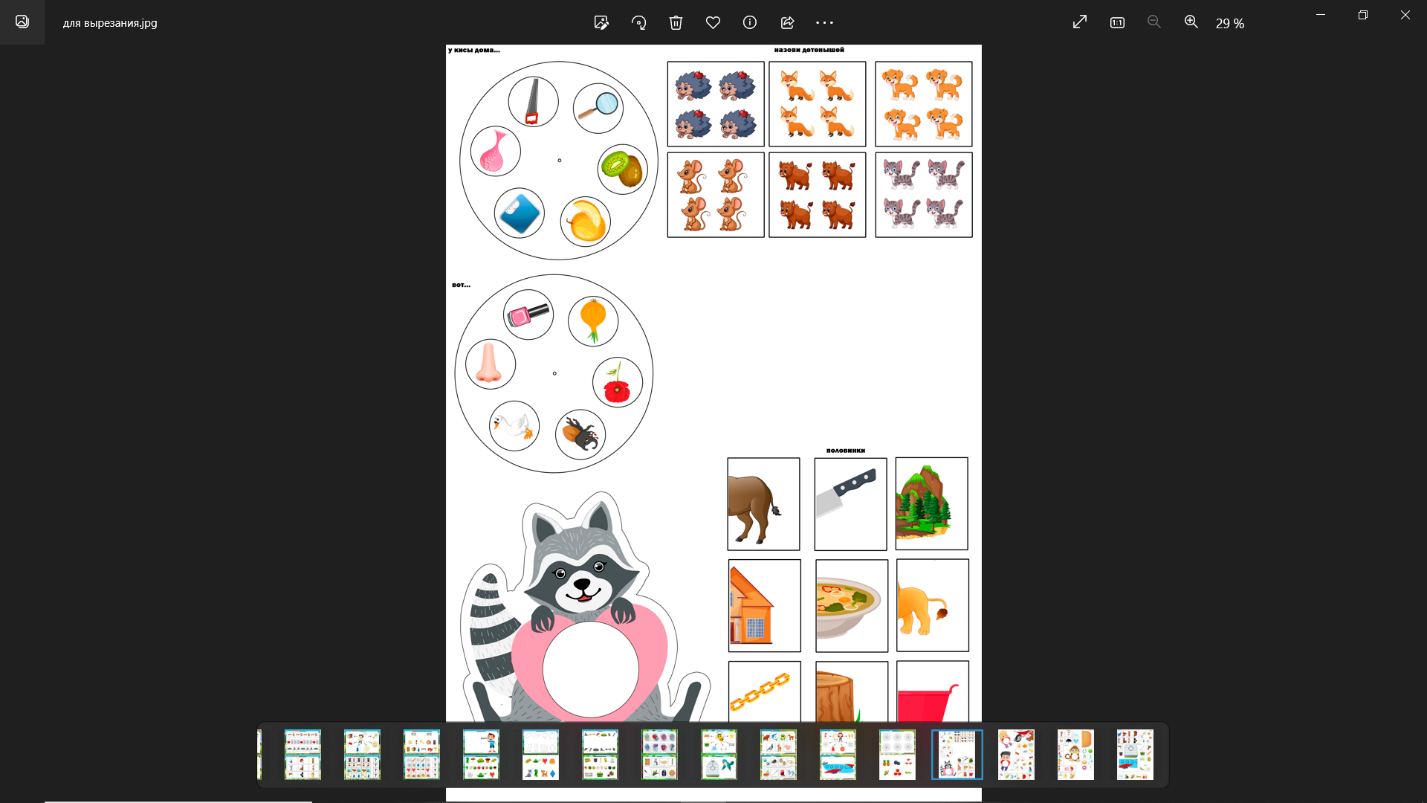 для вырезания.jpg
29 %
у кисы дома...
назови детенышей
вот...
половинки